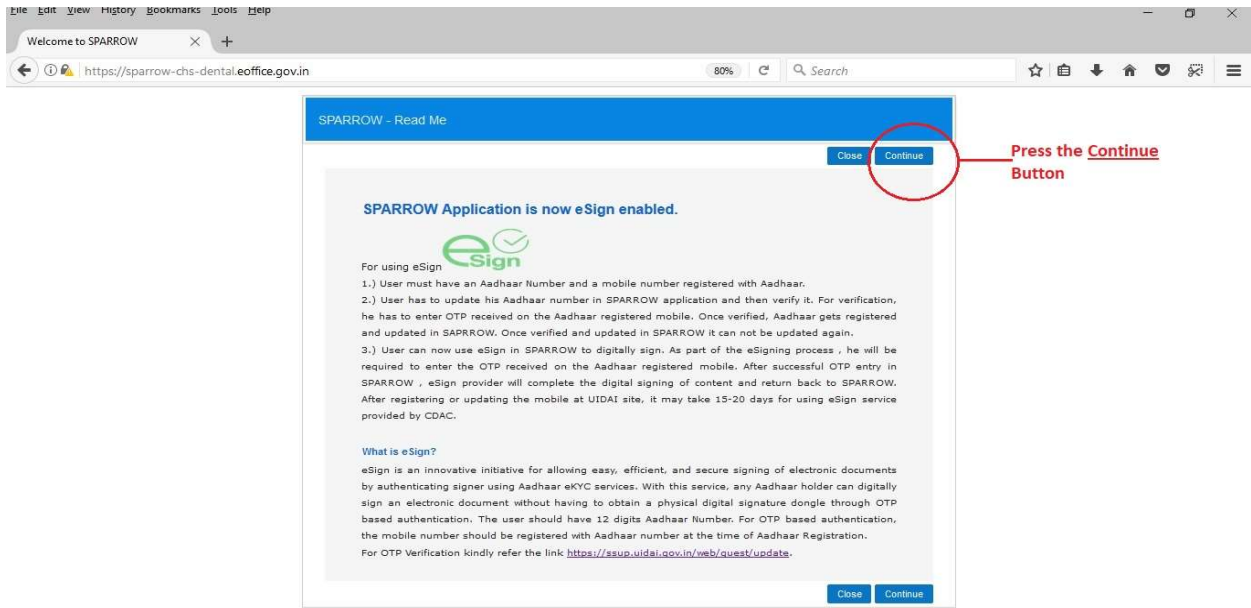 File Edit View History Bookmarks Tools Help
Welcome to SPARROW
https://sparrow-chs-dental.eoffice.gov.in 80% Search
SPARROW - Read Me
Close Continue
Press the Continue
Button
SPARROW Application is now eSign enabled.
eSign
For using eSign
1.) User must have an Aadhaar Number and a mobile number registered with Aadhaar.
2.) User has to update his Aadhaar number in SPARROW application and then verify it. For verification,
he has to enter OTP received on the Aadhaar registered mobile. Once verified, Aadhaar gets registered
and updated in SAPRROW. Once verified and updated in SPARROW it can not be updated again.
3.) User can now use eSign in SPARROW to digitally sign. As part of the eSigning process , he will be
required to enter the OTP received on the Aadhaar registered mobile. After successful OTP entry in
SPARROW , eSign provider will complete the digital signing of content and return back to SPARROW.
After registering or updating the mobile at UIDAI site, it may take 15-20 days for using eSign service
provided by CDAC.
What is eSign?
eSign is an innovative initiative for allowing easy, efficient, and secure signing of electronic documents
by authenticating signer using Aadhaar eKYC services. With this service, any Aadhaar holder can digitally
sign an electronic document without having to obtain a physical digital signature dongle through OTP
based authentication. The user should have 12 digits Aadhaar Number. For OTP based authentication,
the mobile number should be registered with Aadhaar number at the time of Aadhaar Registration.
For OTP Verification kindly refer the link https://ssup.uidai.gov.in/web/guest/update.
Close Continue